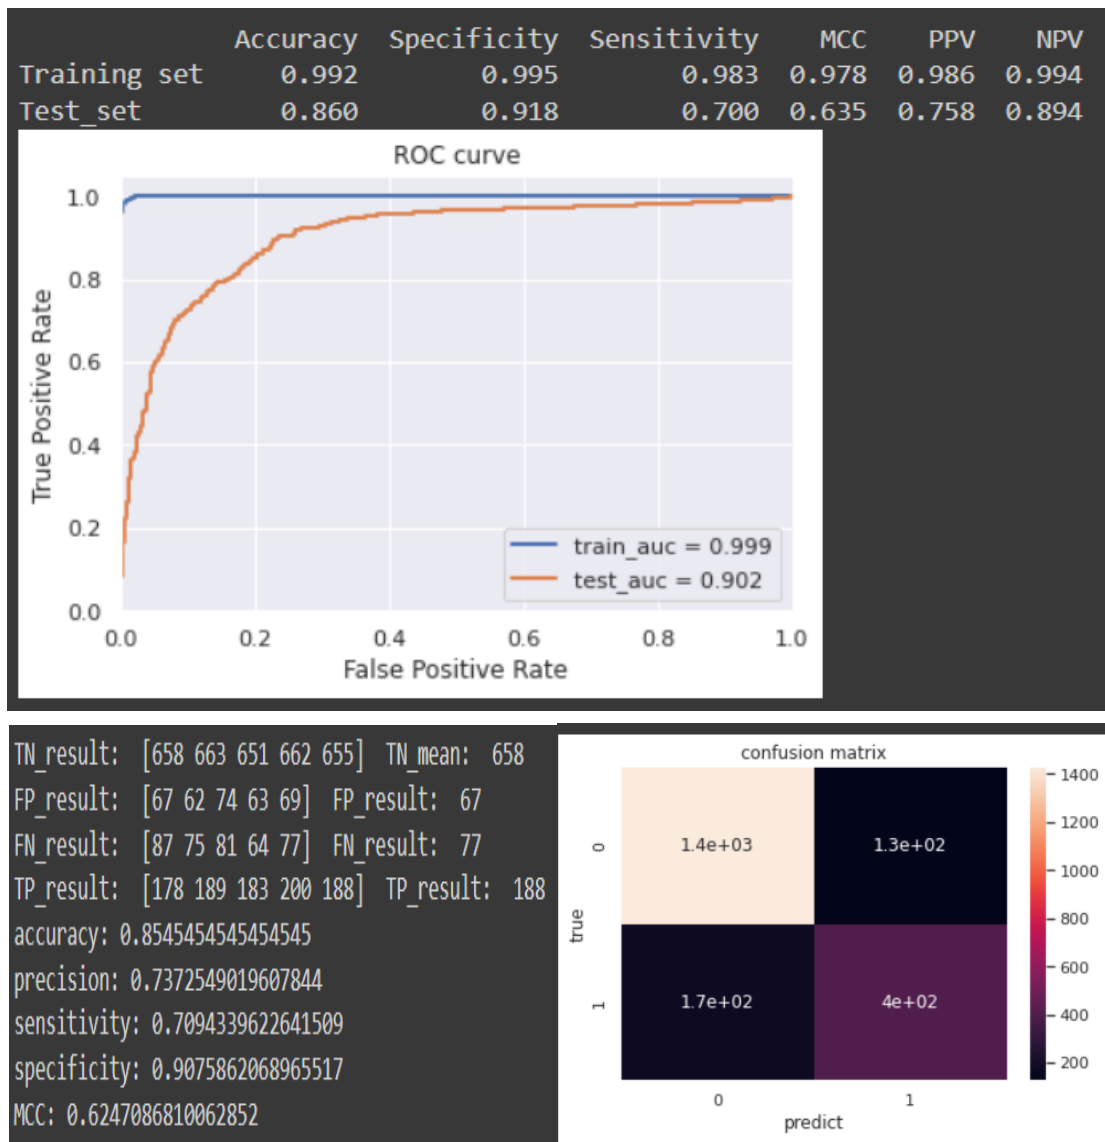 Accuracy Specificity Sensitivity MCC PPV NPV
Training set 0.992 0.995 0.983 0.978 0.986 0.994
Test_set 0.860 0.918 0.700 0.635 0.758 0.894
ROC curve
True Positive Rate
1.0
0.8
0.6
0.4
0.2
0.0
train_auc = 0.999
test_auc = 0.902
0.0 0.2 0.4 0.6 0.8 1.0
False Positive Rate
TN_result: [658 663 651 662 655] TN_mean: 658
FP_result: [67 62 74 63 69] FP_result: 67
FN_result: [87 75 81 64 77] FN_result: 77
TP_result: [178 189 183 200 188] TP_result: 188
accuracy: 0.8545454545454545
precision: 0.7372549019607844
sensitivity: 0.7094339622641509
specificity: 0.9075862068965517
MCC: 0.6247086810062852
confusion matrix
true
0
1.4e+03 1.3e+02
1
1.7e+02 4e+02
0 1
predict
1400
1200
1000
800
600
400
200